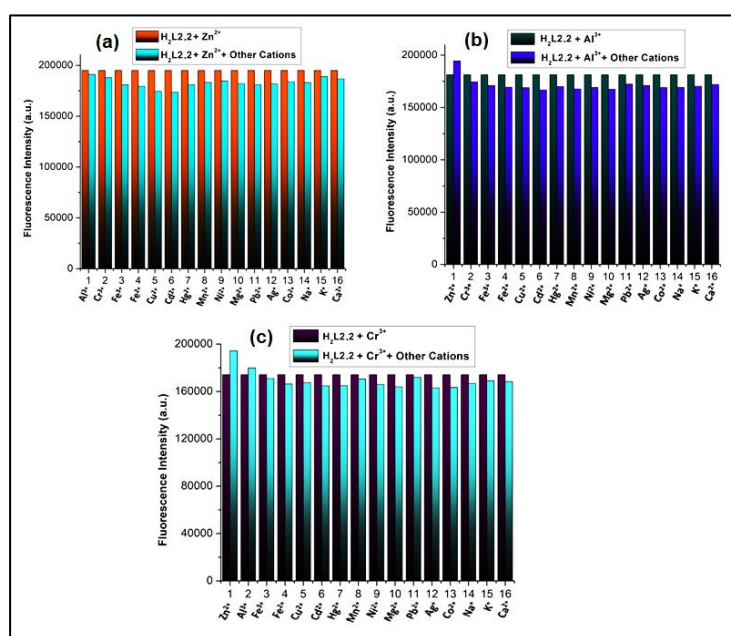 (a)
H₂L2,2 + Zn²⁺
H₂L2,2 + Zn²⁺ + Other Cations
Fluorescence Intensity (a.u.)
200000
150000
100000
50000
0
1 2 3 4 5 6 7 8 9 10 11 12 13 14 15 16
Al³⁺ Cr³⁺ Fe³⁺ Fe²⁺ Cu²⁺ Cd²⁺ Hg²⁺ Mn²⁺ Ni²⁺ Mg²⁺ Pb²⁺ Ag⁺ Co²⁺ Na⁺ K⁺ Ca²⁺
(b)
H₂L2,2 + Al³⁺
H₂L2,2 + Al³⁺ + Other Cations
Fluorescence Intensity (a.u.)
200000
150000
100000
50000
0
1 2 3 4 5 6 7 8 9 10 11 12 13 14 15 16
Zn²⁺ Cr³⁺ Fe³⁺ Fe²⁺ Cu²⁺ Cd²⁺ Hg²⁺ Mn²⁺ Ni²⁺ Mg²⁺ Pb²⁺ Ag⁺ Co²⁺ Na⁺ K⁺ Ca²⁺
(c)
H₂L2,2 + Cr³⁺
H₂L2,2 + Cr³⁺ + Other Cations
Fluorescence Intensity (a.u.)
200000
160000
120000
80000
40000
0
1 2 3 4 5 6 7 8 9 10 11 12 13 14 15 16
Zn²⁺ Al³⁺ Fe³⁺ Fe²⁺ Cu²⁺ Cd²⁺ Hg²⁺ Mn²⁺ Ni²⁺ Mg²⁺ Pb²⁺ Ag⁺ Co²⁺ Na⁺ K⁺ Ca²⁺